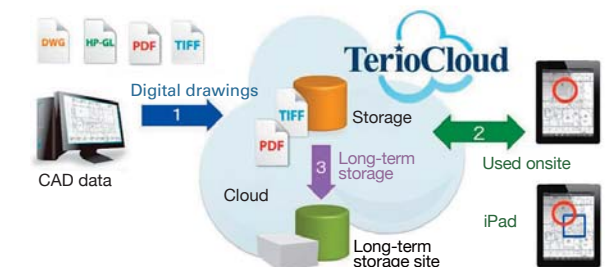 DWG
HP-GL
PDF
TIFF
TerioCloud
Digital drawings
1
TIFF
PDF
Storage
2
CAD data
3
Long-term
storage
Used onsite
Cloud
iPad
Long-term
storage site